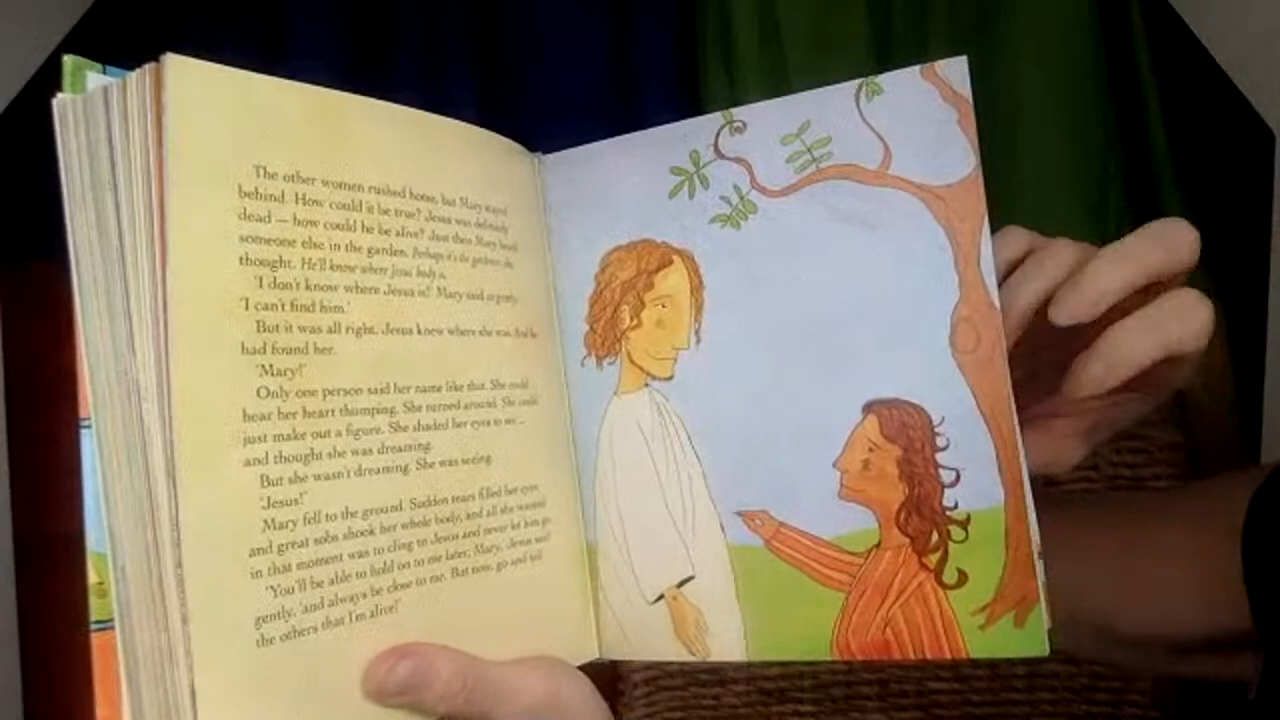 The other women rushed home, but Mary stayed
behind. How could it be true? Jesus was definitely
dead — how could he be alive? Just then Mary heard
someone else in the garden. Perhaps it's the gardener, she
thought. He'll know where Jesus' body is.
'I don't know where Jesus is!' Mary said urgently.
'I can't find him.'
But it was all right. Jesus knew where she was. And he
had found her.
'Mary!'
Only one person said her name like that. She could
hear her heart thumping. She turned around. She could
just make out a figure. She shaded her eyes to see ...
and thought she was dreaming.
But she wasn't dreaming. She was seeing.
'Jesus!'
Mary fell to the ground. Sudden tears filled her eyes
and great sobs shook her whole body, and all she wanted
in that moment was to cling to Jesus and never let him go.
'You'll be able to hold on to me later, Mary,' Jesus said
gently, 'and always be close to me. But now, go and tell
the others that I'm alive!'